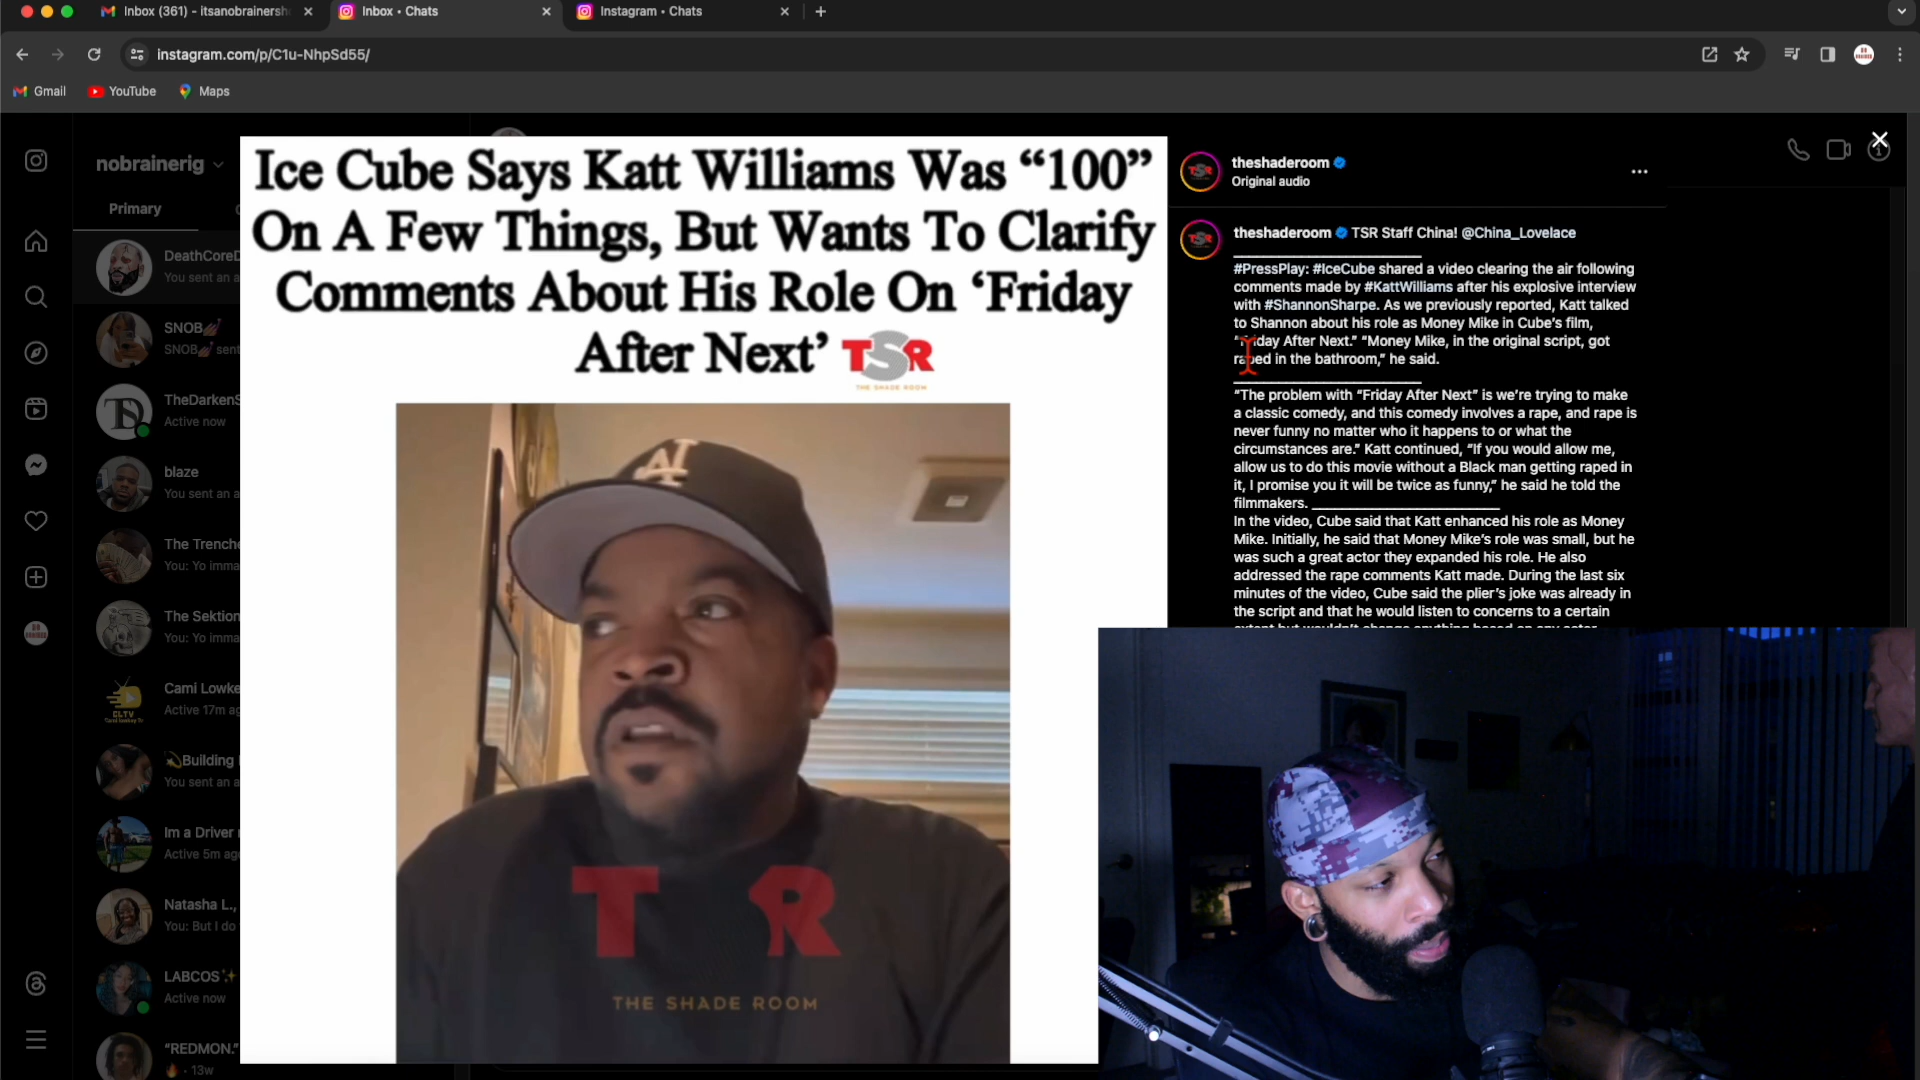 Inbox (361) - itsanobrainersh
Inbox • Chats
Instagram • Chats
instagram.com/p/C1u-NhpSd55/
Gmail
YouTube
Maps
nobrainerig
Primary
DeathCoreD
You sent an a
SNOB
SNOB sent
TheDarkenS
Active now
blaze
You sent an a
The Trenche
You: Yo imma
The Sektion
You: Yo imma
Cami Lowke
Active 17m ag
Building
You sent an a
Im a Driver
Active 5m ago
Natasha L.,
You: But I do
LABCOS
Active now
“REDMON.”
· 13w
Ice Cube Says Katt Williams Was “100”
On A Few Things, But Wants To Clarify
Comments About His Role On ‘Friday
After Next’ TSR
THE SHADE ROOM
T R
THE SHADE ROOM
theshaderoom
Original audio
theshaderoom TSR Staff China! @China_Lovelace
#PressPlay: #IceCube shared a video clearing the air following
comments made by #KattWilliams after his explosive interview
with #ShannonSharpe. As we previously reported, Katt talked
to Shannon about his role as Money Mike in Cube’s film,
“Friday After Next.” “Money Mike, in the original script, got
raped in the bathroom,” he said.
“The problem with “Friday After Next” is we’re trying to make
a classic comedy, and this comedy involves a rape, and rape is
never funny no matter who it happens to or what the
circumstances are.” Katt continued, “If you would allow me,
allow us to do this movie without a Black man getting raped in
it, I promise you it will be twice as funny,” he said he told the
filmmakers.
In the video, Cube said that Katt enhanced his role as Money
Mike. Initially, he said that Money Mike’s role was small, but he
was such a great actor they expanded his role. He also
addressed the rape comments Katt made. During the last six
minutes of the video, Cube said the plier’s joke was already in
the script and that he would listen to concerns to a certain